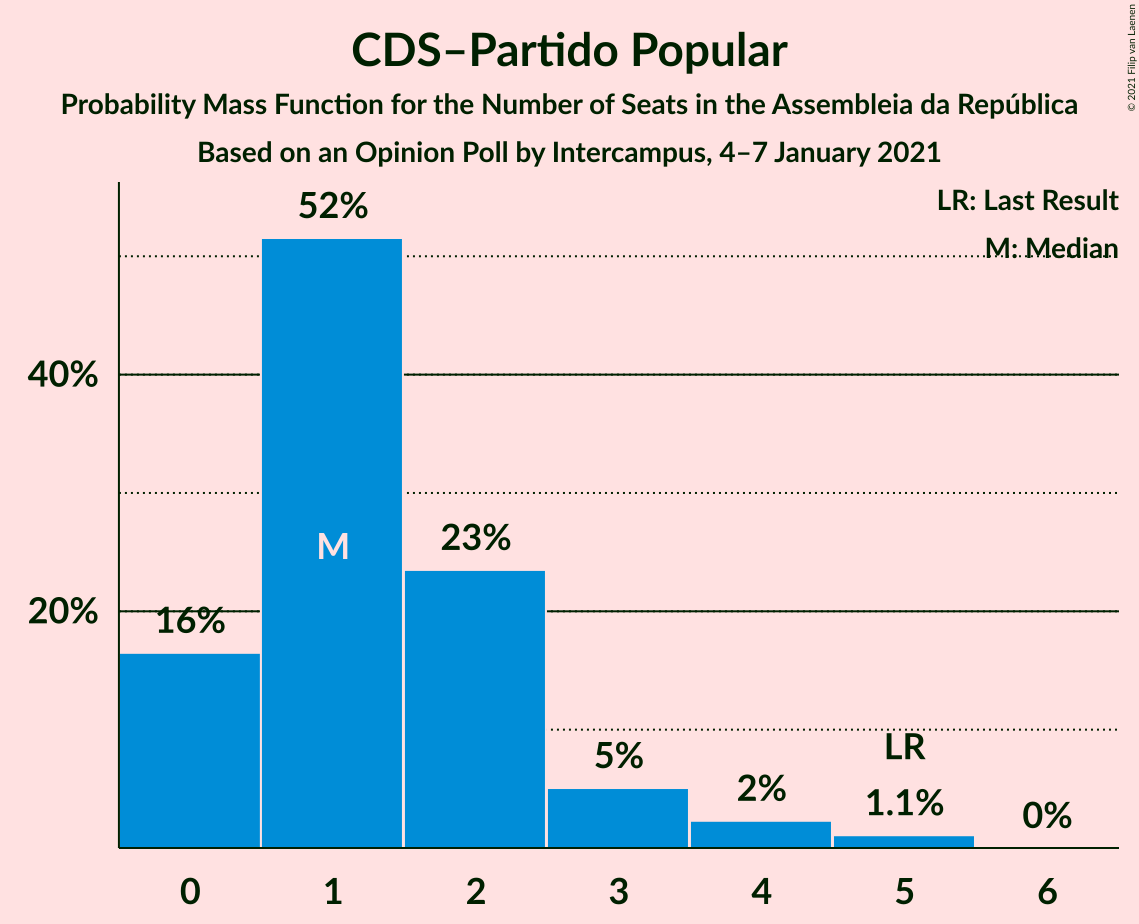 CDS–Partido Popular
Probability Mass Function for the Number of Seats in the Assembleia da República
Based on an Opinion Poll by Intercampus, 4–7 January 2021
© 2021 Filip van Laenen
LR: Last Result
M: Median
52%
40%
M
23%
20%
16%
5%
LR
2%
1.1%
0%
0 1 2 3 4 5 6